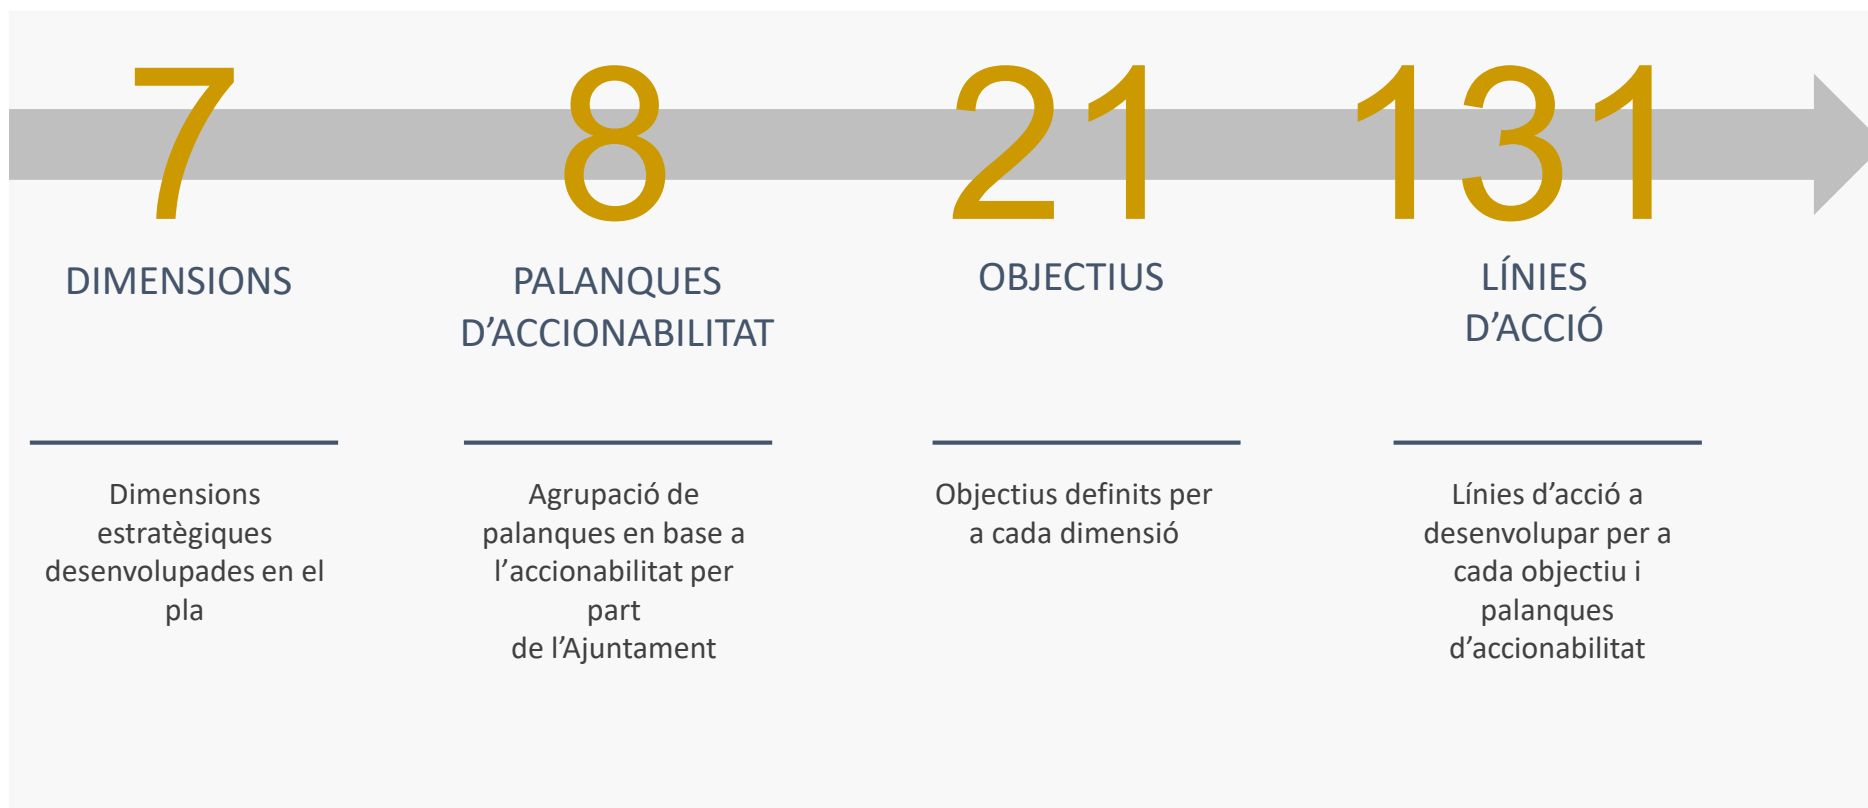 7
DIMENSIONS
Dimensions
estratègiques
desenvolupades en el
pla
8
PALANQUES
D’ACCIONABILITAT
Agrupació de
palanques en base a
l’accionabilitat per
part
de l’Ajuntament
21
OBJECTIUS
Objectius definits per
a cada dimensió
131
LÍNIES
D’ACCIÓ
Línies d’acció a
desenvolupar per a
cada objectiu i
palanques
d’accionabilitat